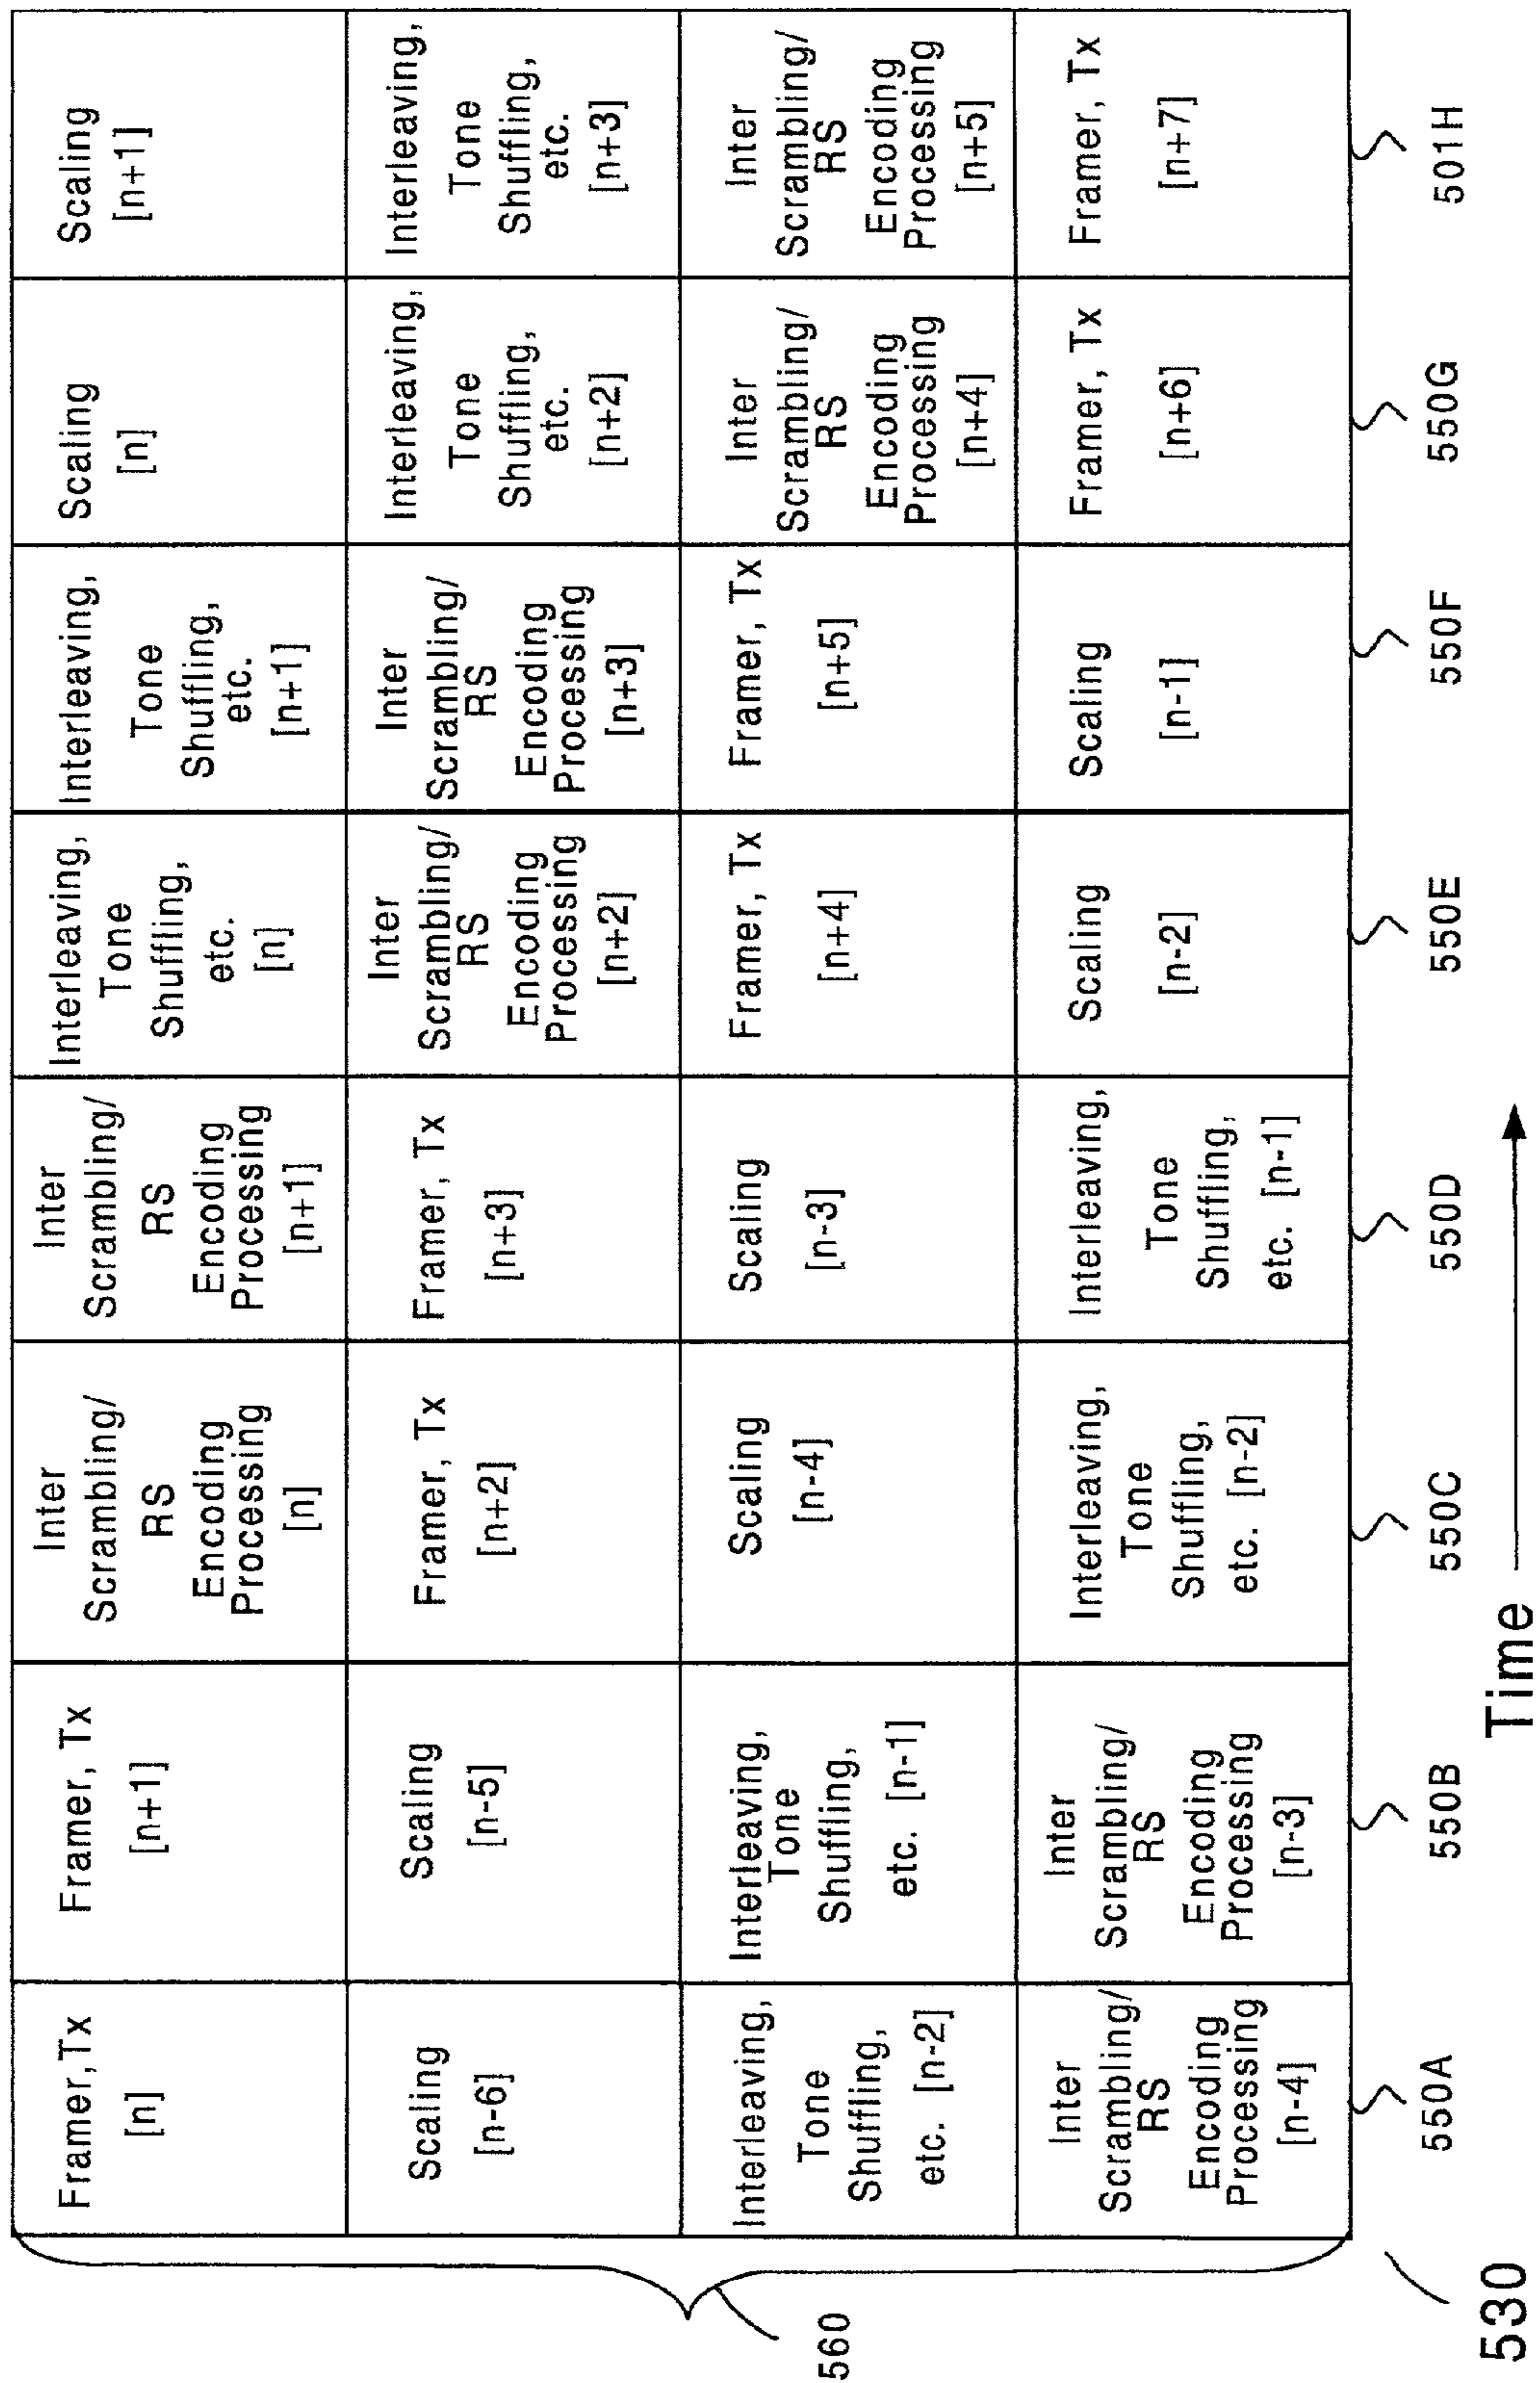 Framer,Tx
[n]
Framer, Tx
[n+1]
Inter
Scrambling/
RS
Encoding
Processing
[n]
Inter
Scrambling/
RS
Encoding
Processing
[n+1]
Interleaving,
Tone
Shuffling,
etc.
[n]
Interleaving,
Tone
Shuffling,
etc.
[n+1]
Scaling
[n]
Scaling
[n+1]
Scaling
[n-6]
Scaling
[n-5]
Framer, Tx
[n+2]
Framer, Tx
[n+3]
Inter
Scrambling/
RS
Encoding
Processing
[n+2]
Inter
Scrambling/
RS
Encoding
Processing
[n+3]
Interleaving,
Tone
Shuffling,
etc.
[n+2]
Interleaving,
Tone
Shuffling,
etc.
[n+3]
Interleaving,
Tone
Shuffling,
etc. [n-2]
Interleaving,
Tone
Shuffling,
etc. [n-1]
Scaling
[n-4]
Scaling
[n-3]
Framer, Tx
[n+4]
Framer, Tx
[n+5]
Inter
Scrambling/
RS
Encoding
Processing
[n+4]
Inter
Scrambling/
RS
Encoding
Processing
[n+5]
Inter
Scrambling/
RS
Encoding
Processing
[n-4]
Inter
Scrambling/
RS
Encoding
Processing
[n-3]
Interleaving,
Tone
Shuffling,
etc. [n-2]
Interleaving,
Tone
Shuffling,
etc. [n-1]
Scaling
[n-2]
Scaling
[n-1]
Framer, Tx
[n+6]
Framer, Tx
[n+7]
560
550A
550B
550C
550D
550E
550F
550G
501H
530
Time